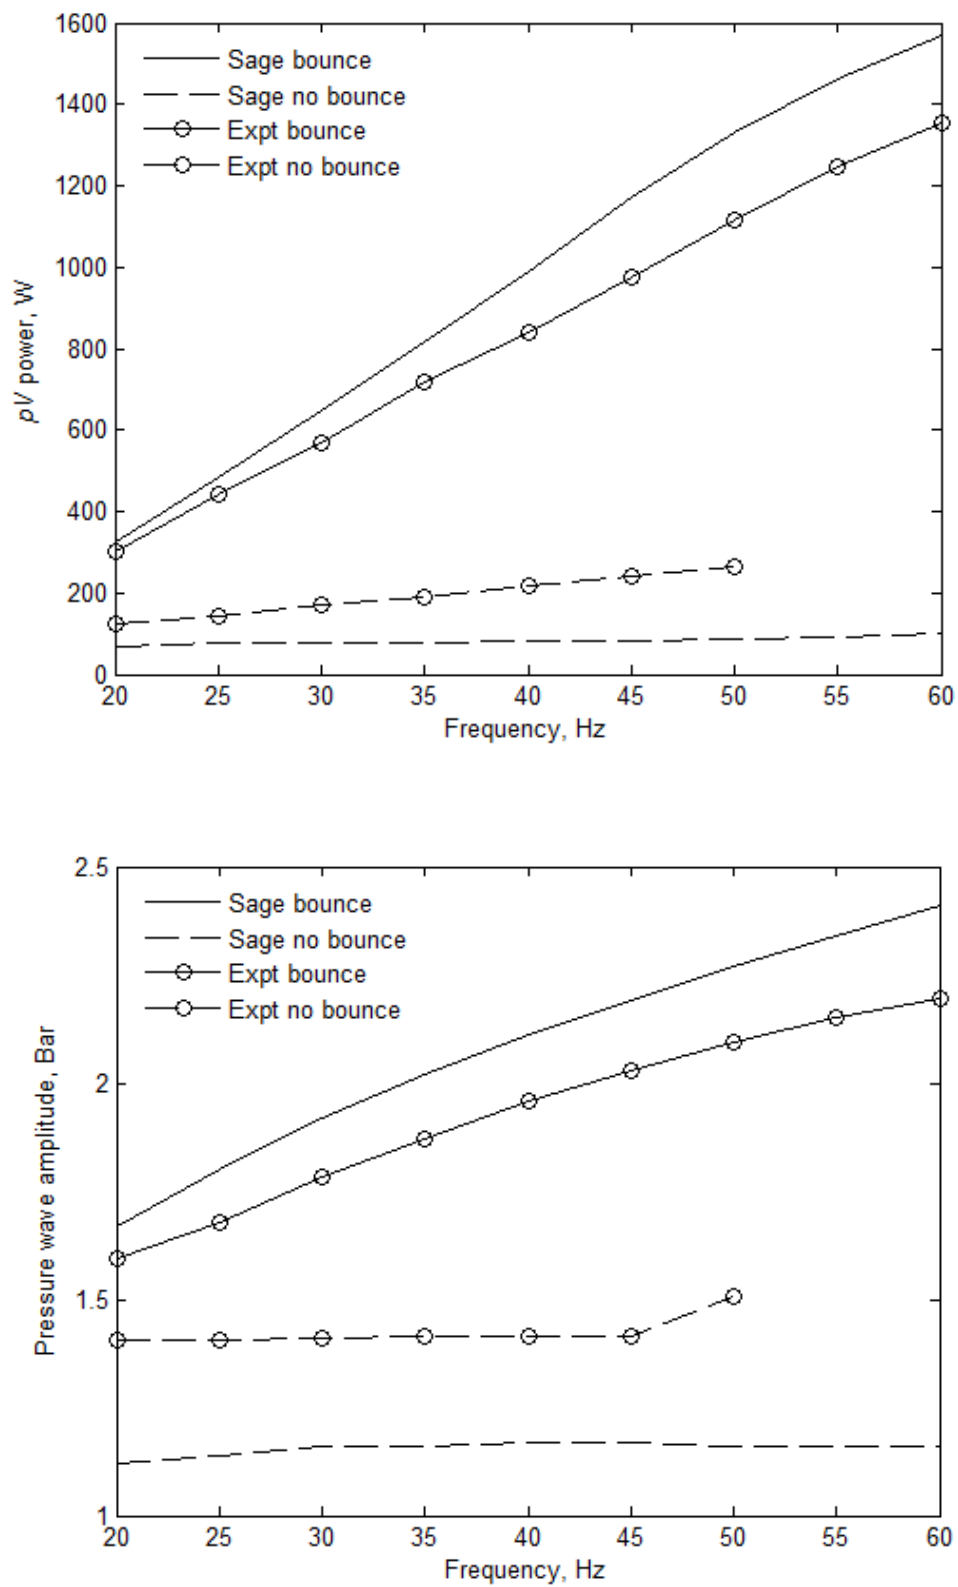 1600
1400
1200
1000
800
600
400
200
0
pV power, W
Sage bounce
Sage no bounce
Expt bounce
Expt no bounce
20 25 30 35 40 45 50 55 60
Frequency, Hz
2.5
2
1.5
1
Pressure wave amplitude, Bar
Sage bounce
Sage no bounce
Expt bounce
Expt no bounce
20 25 30 35 40 45 50 55 60
Frequency, Hz